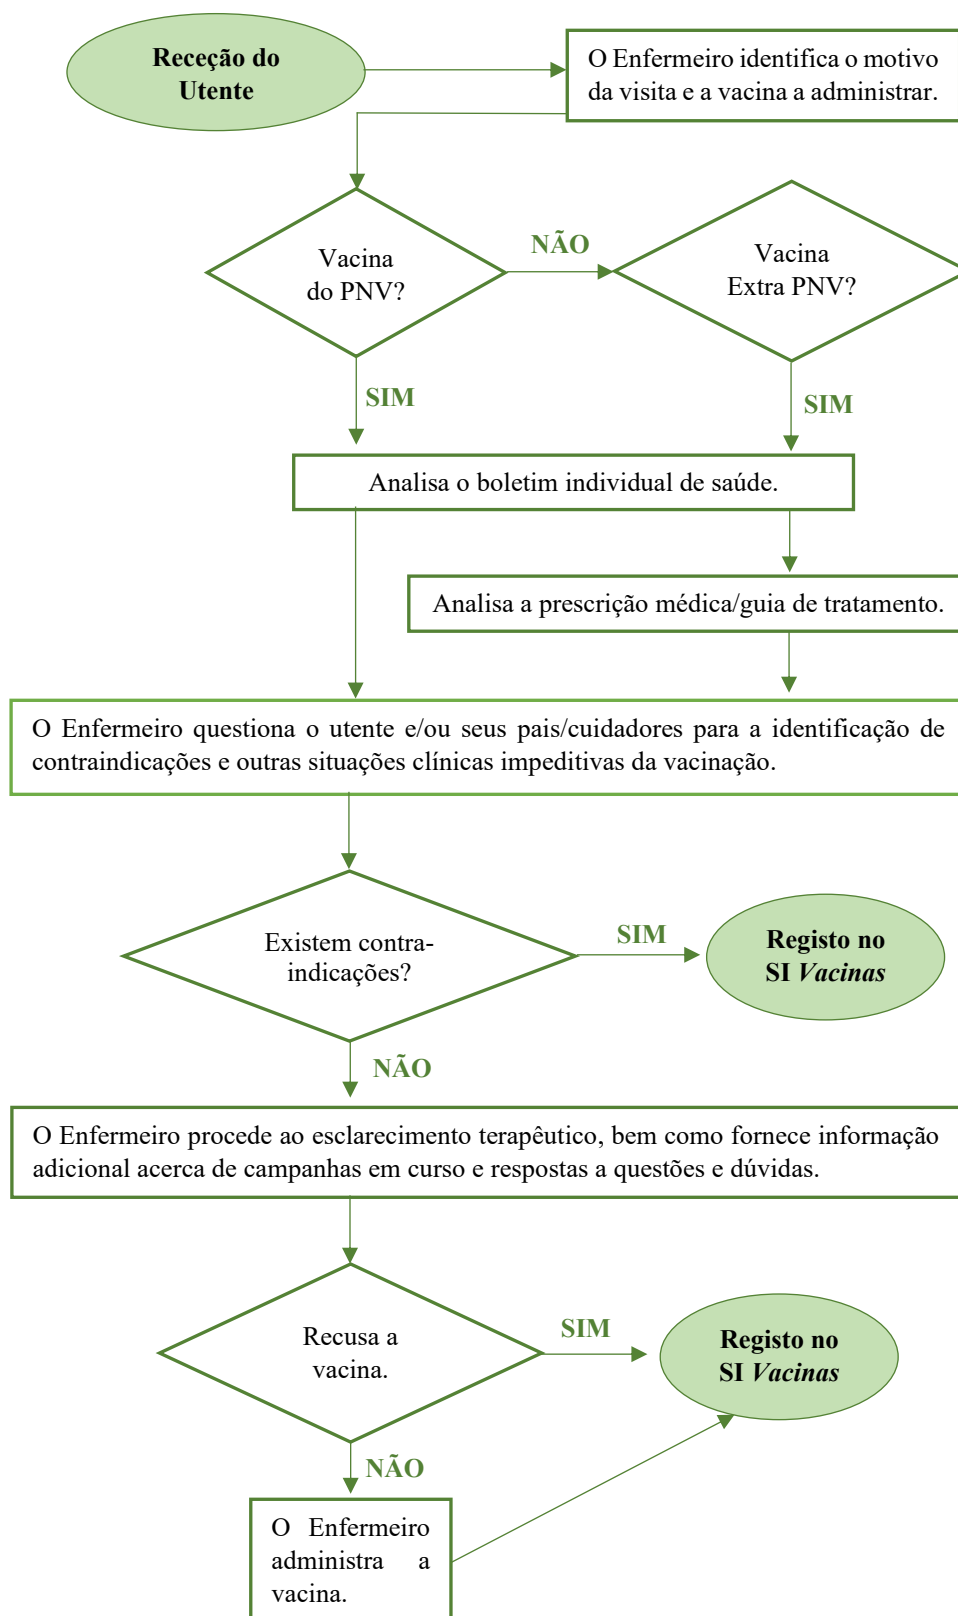 Receção do
Utente
O Enfermeiro identifica o motivo
da visita e a vacina a administrar.
Vacina
do PNV?
NÃO
Vacina
Extra PNV?
SIM
SIM
Analisa o boletim individual de saúde.
Analisa a prescrição médica/guia de tratamento.
O Enfermeiro questiona o utente e/ou seus pais/cuidadores para a identificação de
contraindicações e outras situações clínicas impeditivas da vacinação.
Existem contra-
indicações?
SIM
Registo no
SI Vacinas
NÃO
O Enfermeiro procede ao esclarecimento terapêutico, bem como fornece informação
adicional acerca de campanhas em curso e respostas a questões e dúvidas.
Recusa a
vacina.
SIM
Registo no
SI Vacinas
NÃO
O Enfermeiro
administra a
vacina.